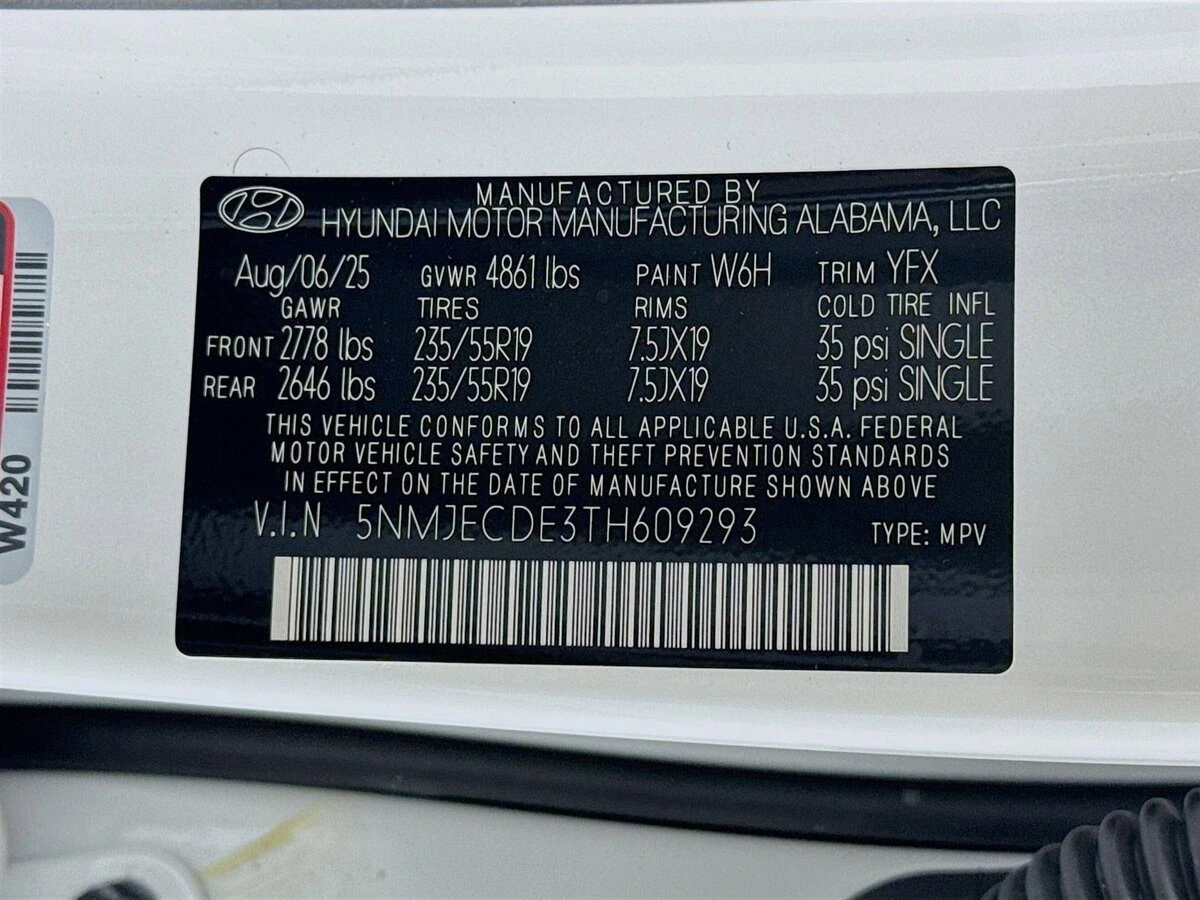 MANUFACTURED BY
HYUNDAI MOTOR MANUFACTURING ALABAMA, LLC
Aug/06/25 GVWR 4861 lbs PAINT W6H TRIM YFX
GAWR TIRES RIMS COLD TIRE INFL
FRONT 2778 lbs 235/55R19 7.5JX19 35 psi SINGLE
REAR 2646 lbs 235/55R19 7.5JX19 35 psi SINGLE
THIS VEHICLE CONFORMS TO ALL APPLICABLE U.S.A. FEDERAL
MOTOR VEHICLE SAFETY AND THEFT PREVENTION STANDARDS
IN EFFECT ON THE DATE OF MANUFACTURE SHOWN ABOVE
V.I.N 5NMJECDE3TH609293 TYPE: MPV
W420